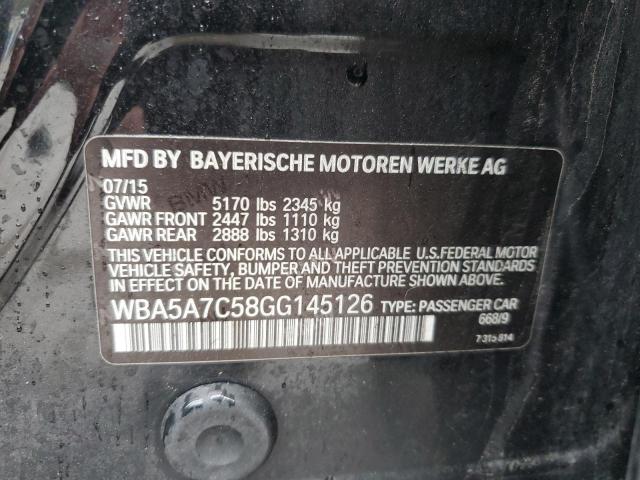 MFD BY BAYERISCHE MOTOREN WERKE AG
07/15
GVWR 5170 lbs 2345 kg
GAWR FRONT 2447 lbs 1110 kg
GAWR REAR 2888 lbs 1310 kg
THIS VEHICLE CONFORMS TO ALL APPLICABLE U.S.FEDERAL MOTOR
VEHICLE SAFETY, BUMPER AND THEFT PREVENTION STANDARDS
IN EFFECT ON THE DATE OF MANUFACTURE SHOWN ABOVE.
WBA5A7C58GG145126 TYPE: PASSENGER CAR
668/9
7 315 814